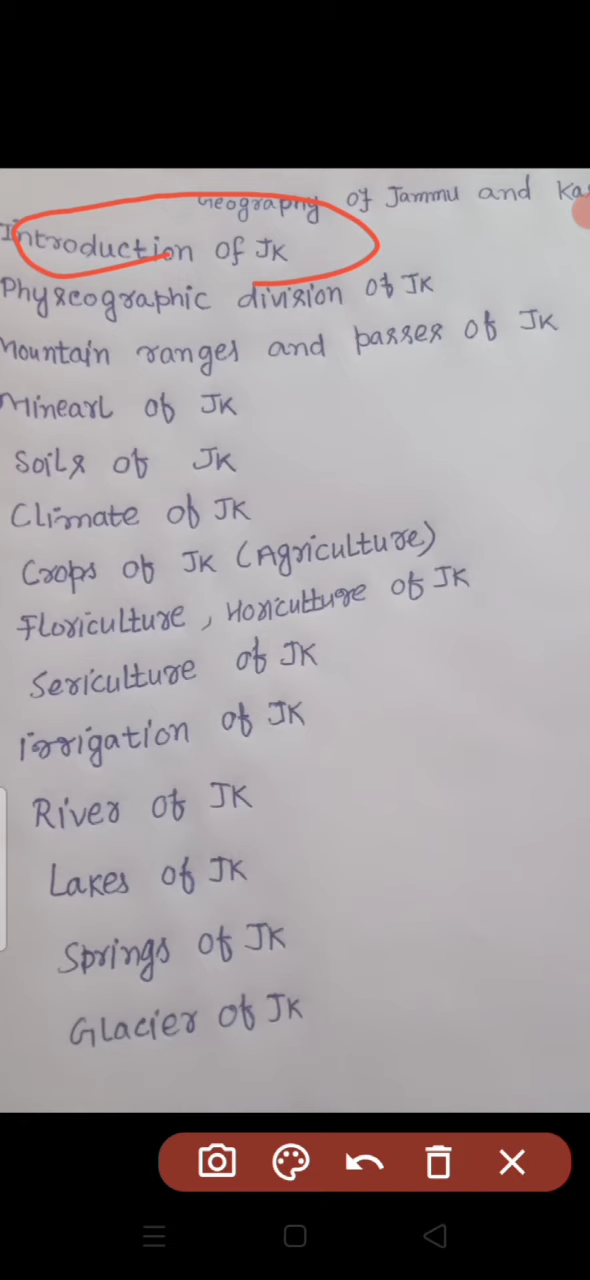 Geography of Jammu and Ka
Introduction of JK
Physeographic division of JK
Mountain ranges and passes of JK
Minearl of JK
Soils of JK
Climate of JK
Crops of JK (Agriculture)
Floriculture, Horiculture of JK
Sericulture of JK
irrigation of JK
River of JK
Lakes of JK
Springs of JK
Glacier of JK